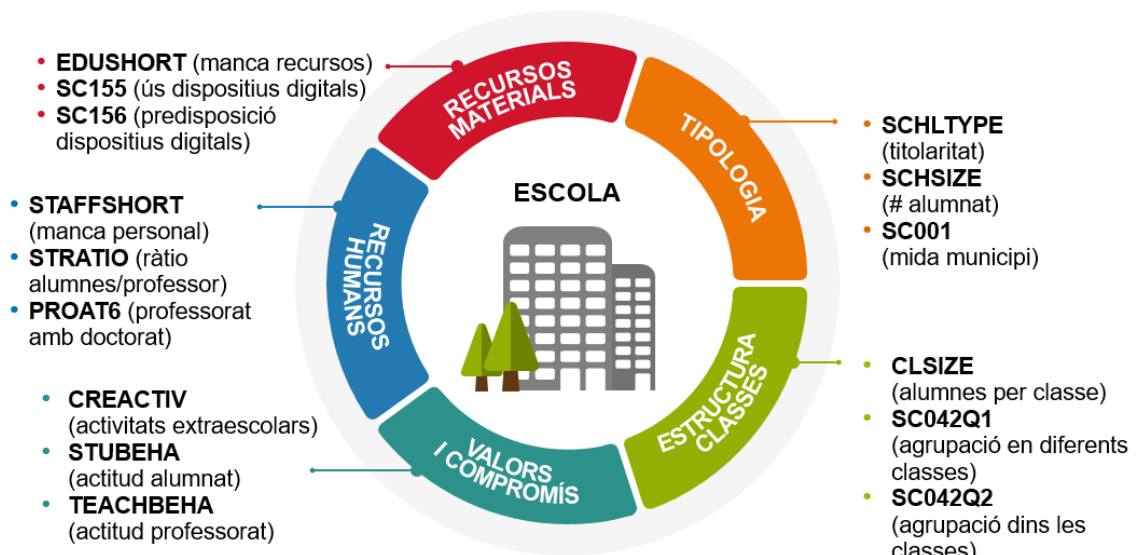 • EDUSHORT (manca recursos)
• SC155 (ús dispositius digitals)
• SC156 (predisposició
dispositius digitals)
• STAFFSHORT
(manca personal)
• STRATIO (ràtio
alumnes/professor)
• PROAT6 (professorat
amb doctorat)
• CREACTIV
(activitats extraescolars)
• STUBEHA
(actitud alumnat)
• TEACHBEHA
(actitud professorat)
RECURSOS
MATERIALS
TIPOLOGIA
ESCOLA
RECURSOS
HUMANS
ESTRUCTURA
CLASSES
VALORS
I COMPROMÍS
• SCHLTYPE
(titolaritat)
• SCHSIZE
(# alumnat)
• SC001
(mida municipi)
• CLSIZE
(alumnes per classe)
• SC042Q1
(agrupació en diferents
classes)
• SC042Q2
(agrupació dins les
classes)